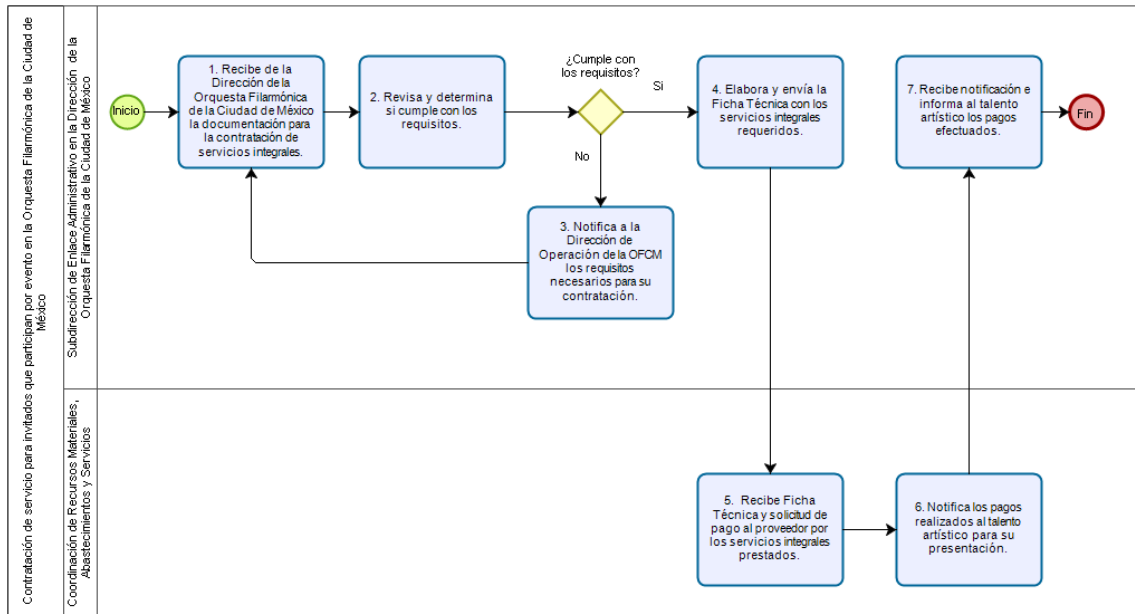 Contratación de servicio para invitados que participan por evento en la Orquesta Filarmónica de la Ciudad de
México
Subdirección de Enlace Administrativo en la Dirección de la
Orquesta Filarmónica de la Ciudad de México
Inicio
1. Recibe de la
Dirección de la
Orquesta Filarmónica
de la Ciudad de México
la documentación para
la contratación de
servicios integrales.
2. Revisa y determina
si cumple con los
requisitos.
¿Cumple con
los requisitos?
Si
No
3. Notifica a la
Dirección de
Operación de la OFCM
los requisitos
necesarios para su
contratación.
4. Elabora y envía la
Ficha Técnica con los
servicios integrales
requeridos.
7. Recibe notificación e
informa al talento
artístico los pagos
efectuados.
Fin
Coordinación de Recursos Materiales,
Abastecimientos y Servicios
5. Recibe Ficha
Técnica y solicitud de
pago al proveedor por
los servicios integrales
prestados.
6. Notifica los pagos
realizados al talento
artístico para su
presentación.